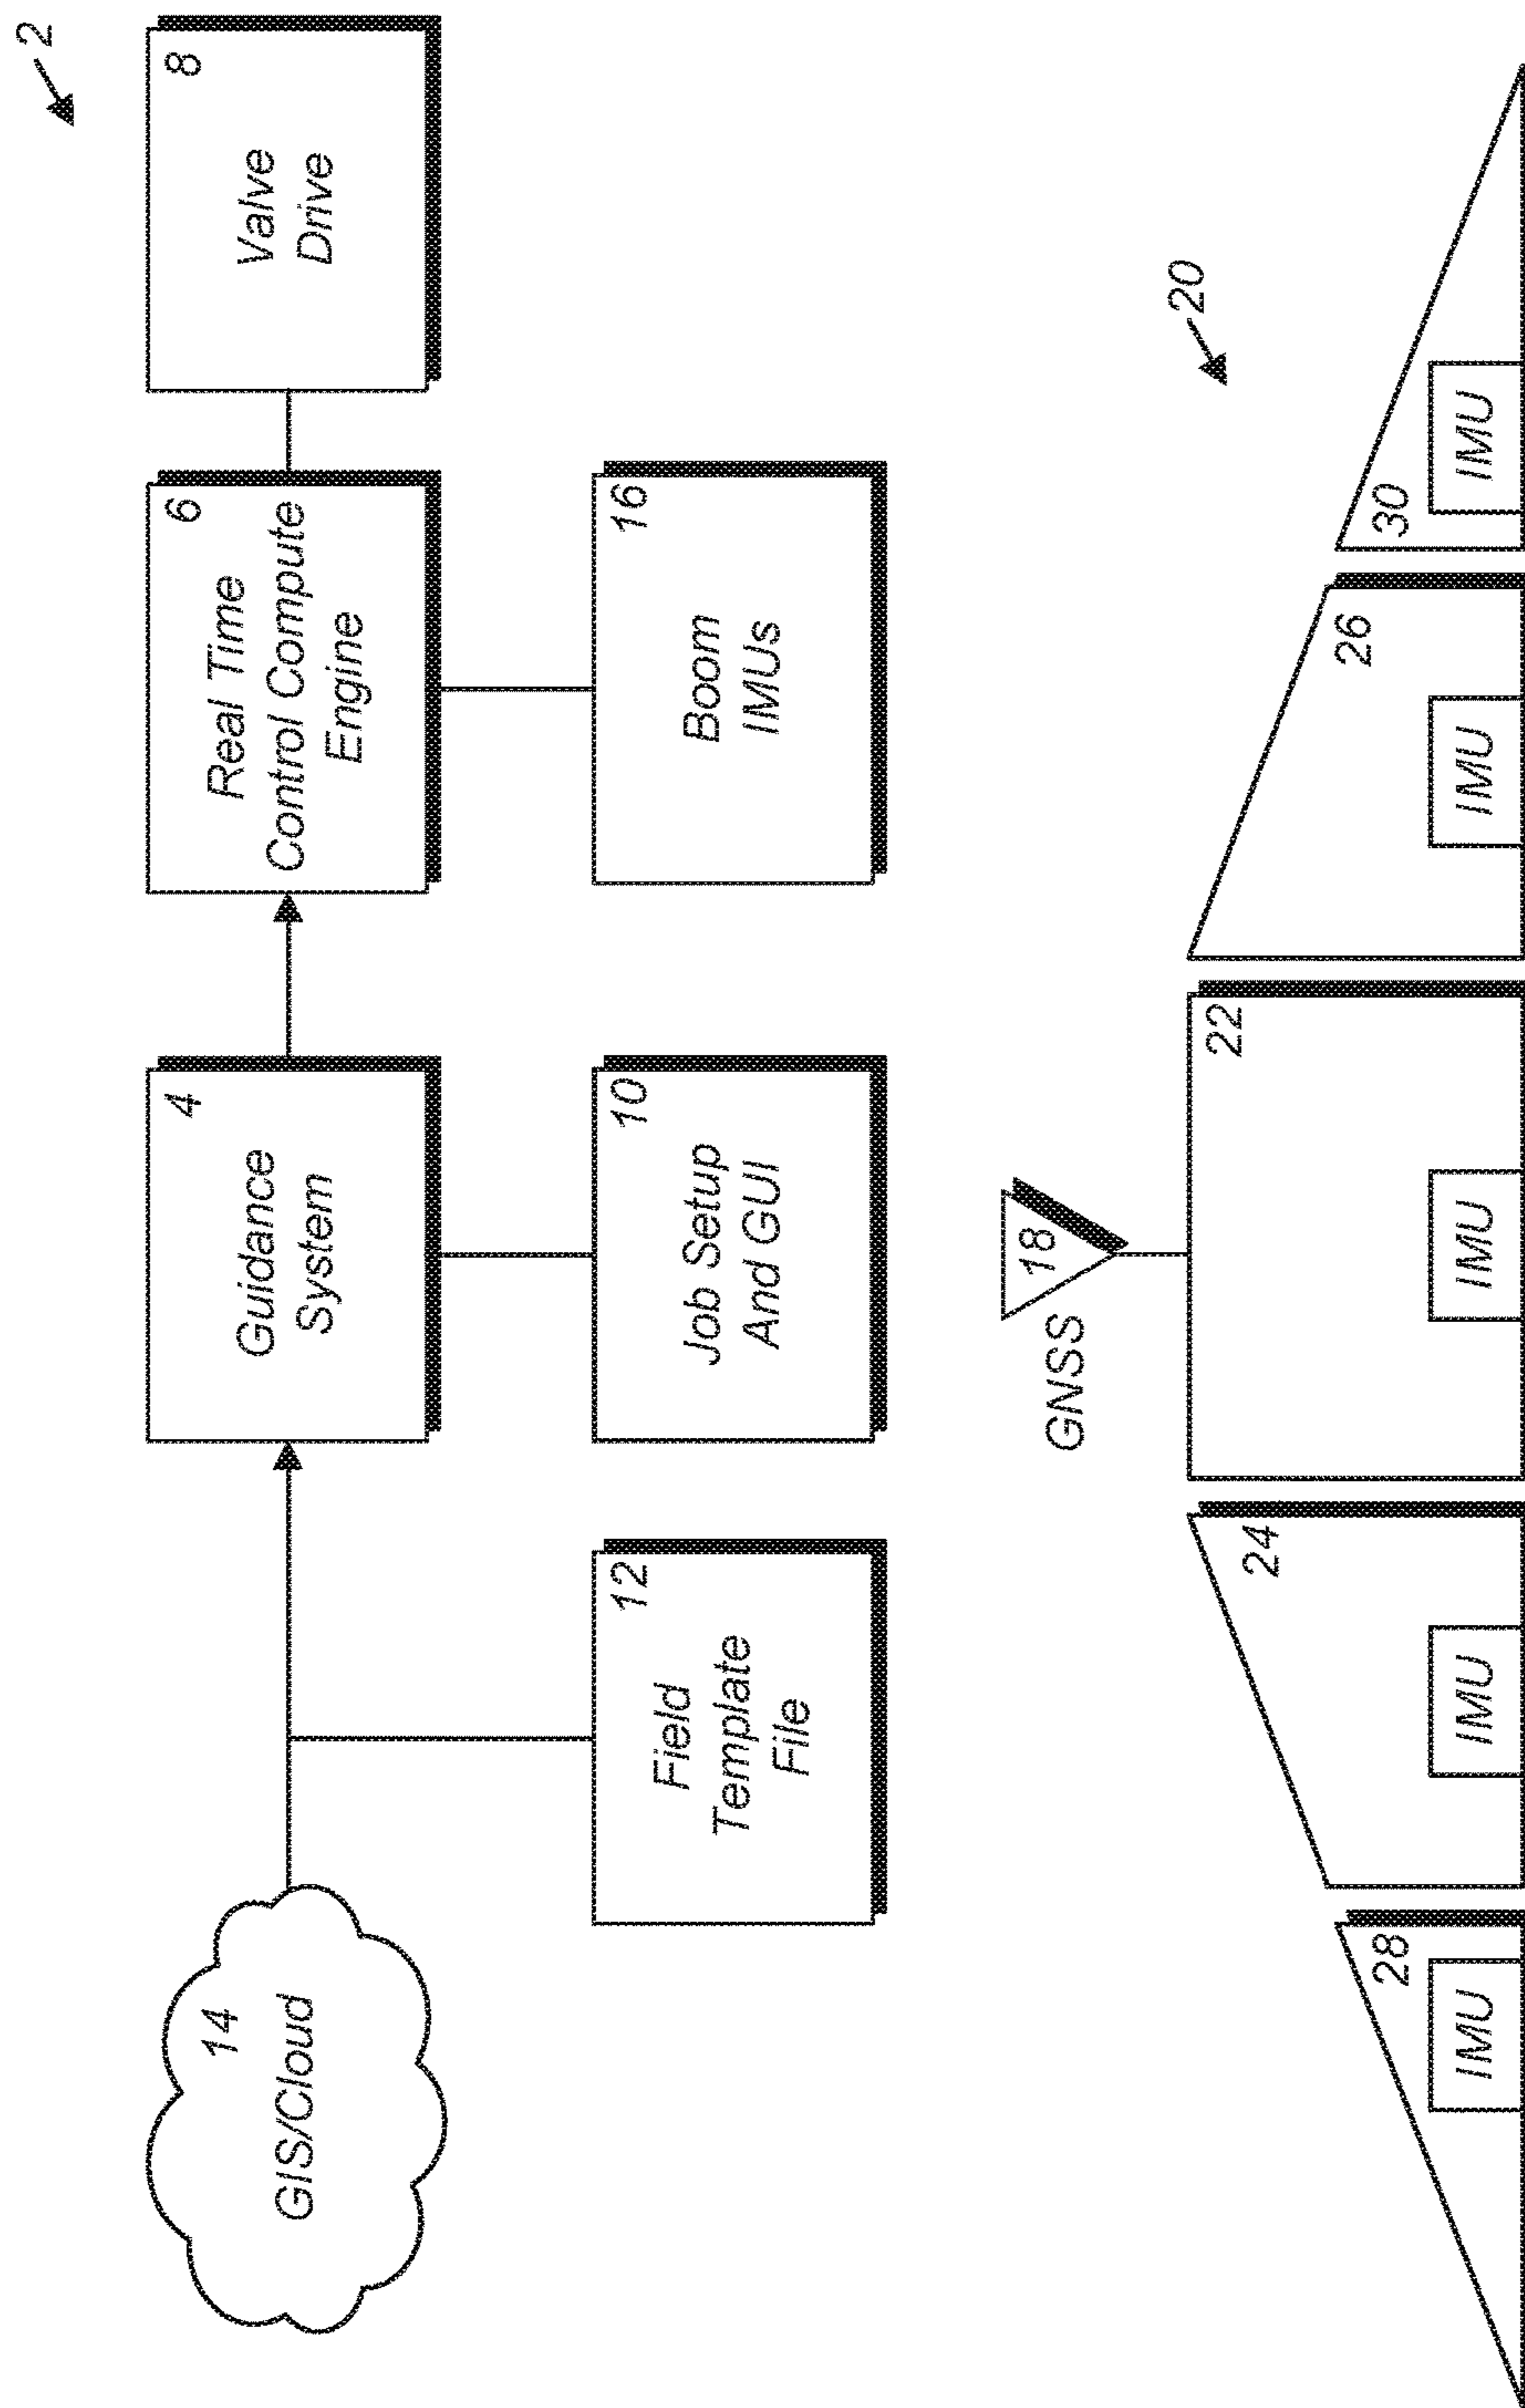 2
14
GIS/Cloud
4
Guidance
System
6
Real Time
Control Compute
Engine
8
Valve
Drive
12
Field
Template
File
10
Job Setup
And GUI
16
Boom
IMUs
GNSS
18
20
28
IMU
24
IMU
22
IMU
26
IMU
30
IMU